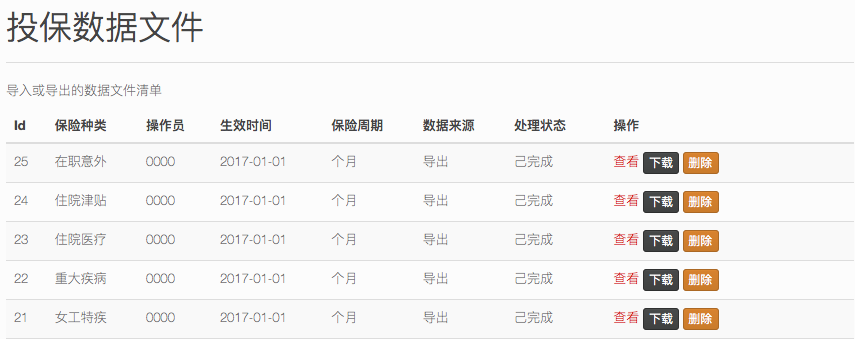 投保数据文件
导入或导出的数据文件清单
Id 保险种类 操作员 生效时间 保险周期 数据来源 处理状态 操作
25 在职意外 0000 2017-01-01 个月 导出 己完成 查看 下载 删除
24 住院津贴 0000 2017-01-01 个月 导出 己完成 查看 下载 删除
23 住院医疗 0000 2017-01-01 个月 导出 己完成 查看 下载 删除
22 重大疾病 0000 2017-01-01 个月 导出 己完成 查看 下载 删除
21 女工特疾 0000 2017-01-01 个月 导出 己完成 查看 下载 删除